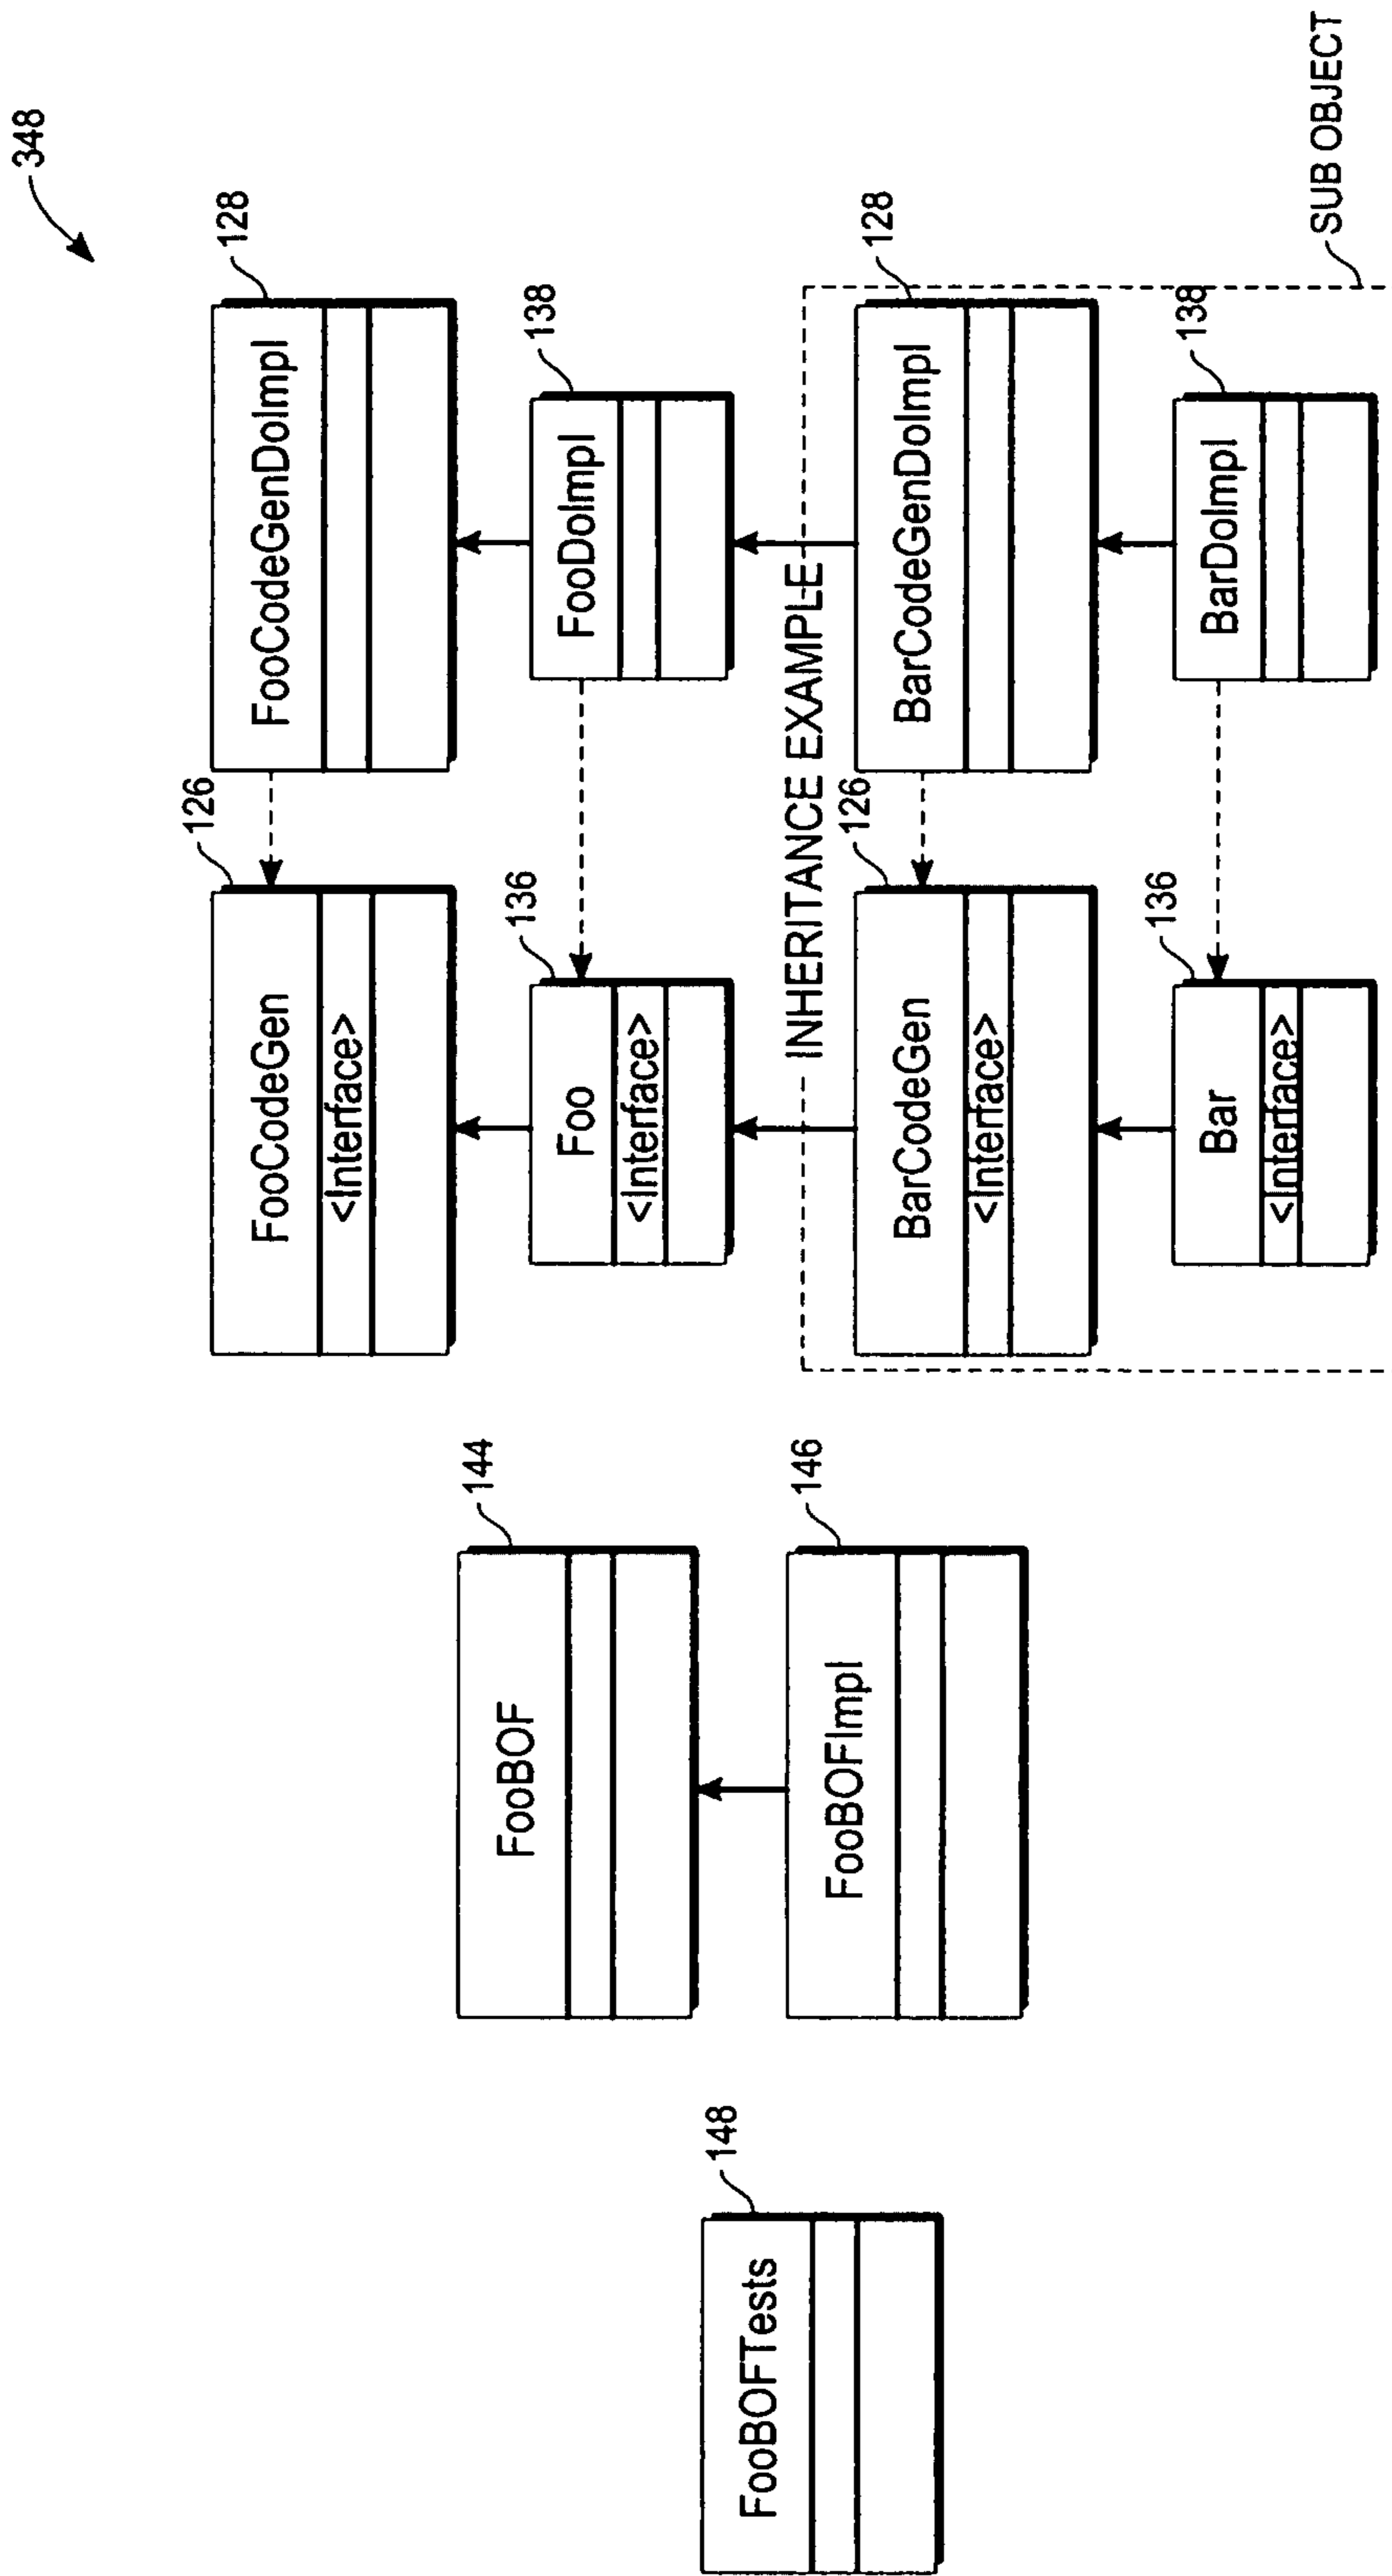 348
FooCodeGen
<Interface>
126
FooCodeGenDoImpl
128
FooBOF
144
Foo
<Interface>
136
FooDoImpl
138
FooBOFTests
148
FooBOFImpl
146
INHERITANCE EXAMPLE
BarCodeGen
<Interface>
126
BarCodeGenDoImpl
128
Bar
<Interface>
136
BarDoImpl
138
SUB OBJECT